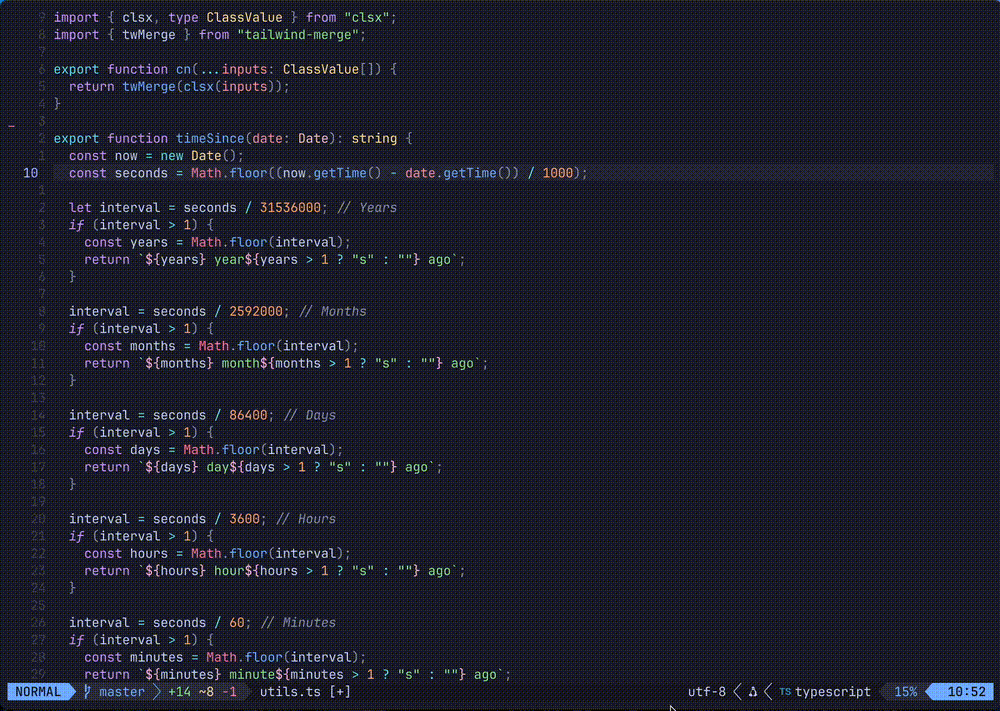 9 import { clsx, type ClassValue } from "clsx";
8 import { twMerge } from "tailwind-merge";
7
6 export function cn(...inputs: ClassValue[]) {
5   return twMerge(clsx(inputs));
4 }
3
2 export function timeSince(date: Date): string {
1   const now = new Date();
10   const seconds = Math.floor((now.getTime() - date.getTime()) / 1000);
1
2   let interval = seconds / 31536000; // Years
3   if (interval > 1) {
4     const years = Math.floor(interval);
5     return `${years} year${years > 1 ? "s" : ""} ago`;
6   }
7
8   interval = seconds / 2592000; // Months
9   if (interval > 1) {
10     const months = Math.floor(interval);
11     return `${months} month${months > 1 ? "s" : ""} ago`;
12   }
13
14   interval = seconds / 86400; // Days
15   if (interval > 1) {
16     const days = Math.floor(interval);
17     return `${days} day${days > 1 ? "s" : ""} ago`;
18   }
19
20   interval = seconds / 3600; // Hours
21   if (interval > 1) {
22     const hours = Math.floor(interval);
23     return `${hours} hour${hours > 1 ? "s" : ""} ago`;
24   }
25
26   interval = seconds / 60; // Minutes
27   if (interval > 1) {
28     const minutes = Math.floor(interval);
29     return `${minutes} minute${minutes > 1 ? "s" : ""} ago`;
NORMAL master +14 ~8 -1 utils.ts [+] utf-8 TS typescript 15% 10:52